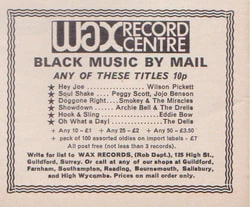 wax RECORD
CENTRE
BLACK MUSIC BY MAIL
ANY OF THESE TITLES 10p
★ Hey Joe ... Wilson Pickett
★ Soul Shake ... Peggy Scott, Jojo Benson
★ Doggone Right ... Smokey & The Miracles
★ Showdown ... Archie Bell & The Drells
★ Hook & Sling ... Eddie Bow
★ Oh What a Day! ... The Dells
+ Any 10 – £1 + Any 25 – £2 + Any 50 – £3.50
+ pack of 100 assorted oldies on import labels – £7
All post free (not less than 3 records).
Write for list to WAX RECORDS, (Rob Dept.), 125 High St.,
Guildford, Surrey. Or call at any of our shops at Guildford,
Farnham, Southampton, Reading, Bournemouth, Salisbury,
and High Wycombe. Prices on mail order only.